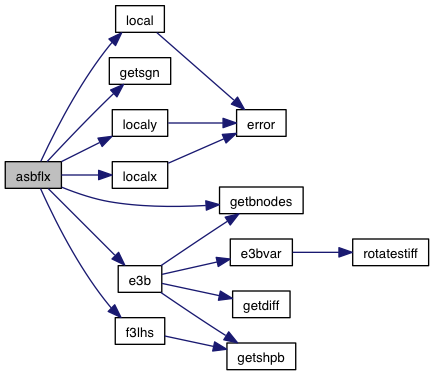 local
getsgn
localy
error
asbflx
localx
getbnodes
e3bvar
rotatestiff
e3b
getdiff
f3lhs
getshpb